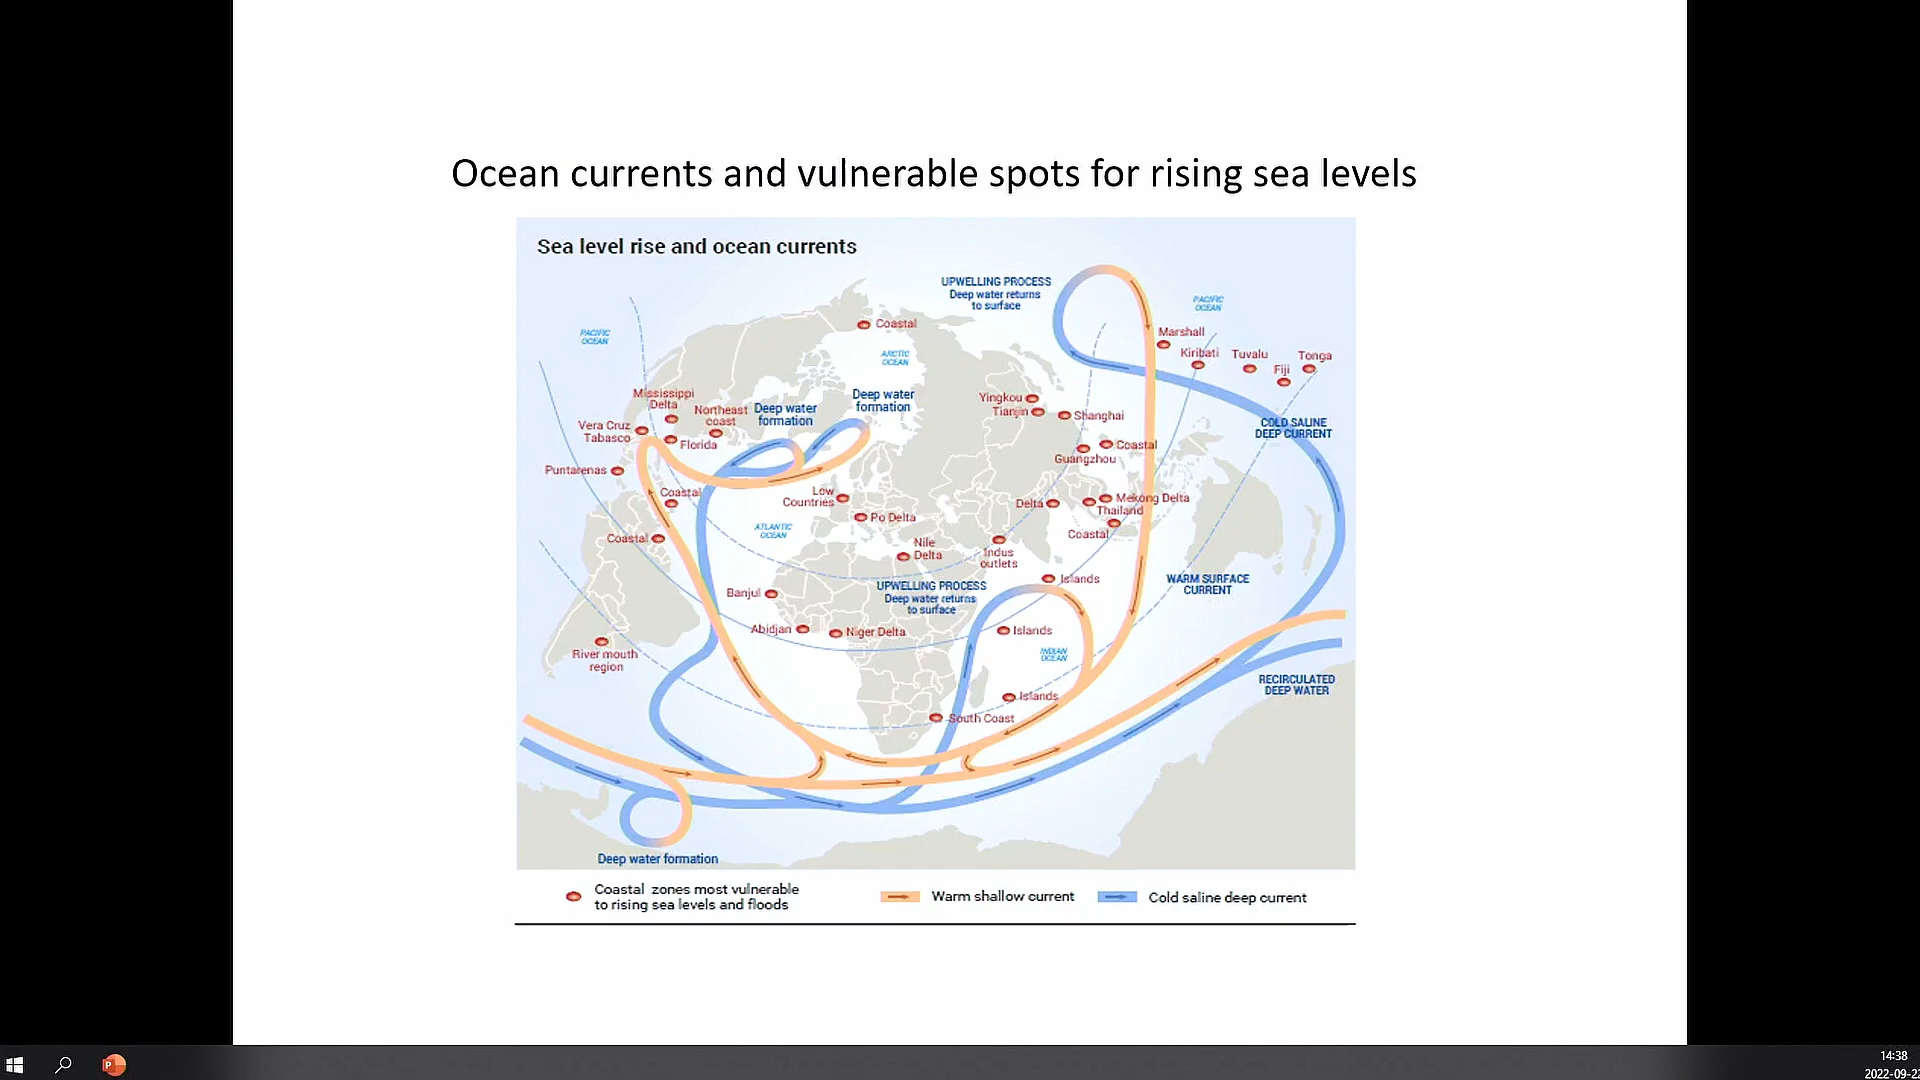 Ocean currents and vulnerable spots for rising sea levels
Sea level rise and ocean currents
UPWELLING PROCESS
Deep water returns
to surface
PACIFIC
OCEAN
PACIFIC
OCEAN
Coastal
ARCTIC
OCEAN
Marshall
Kiribati
Tuvalu
Fiji
Tonga
Mississippi
Delta
Northeast
coast
Deep water
formation
Deep water
formation
Yingkou
Tianjin
Shanghai
COLD SALINE
DEEP CURRENT
Vera Cruz
Tabasco
Florida
Coastal
Guangzhou
Puntarenas
Coastal
Low
Countries
Po Delta
Delta
Mekong Delta
Thailand
Coastal
ATLANTIC
OCEAN
Coastal
Nile
Delta
Indus
outlets
Islands
WARM SURFACE
CURRENT
UPWELLING PROCESS
Deep water returns
to surface
Banjul
Abidjan
Niger Delta
Islands
INDIAN
OCEAN
River mouth
region
RECIRCULATED
DEEP WATER
Islands
South Coast
Deep water formation
Coastal zones most vulnerable
to rising sea levels and floods
Warm shallow current
Cold saline deep current
14:38
2022-09-22